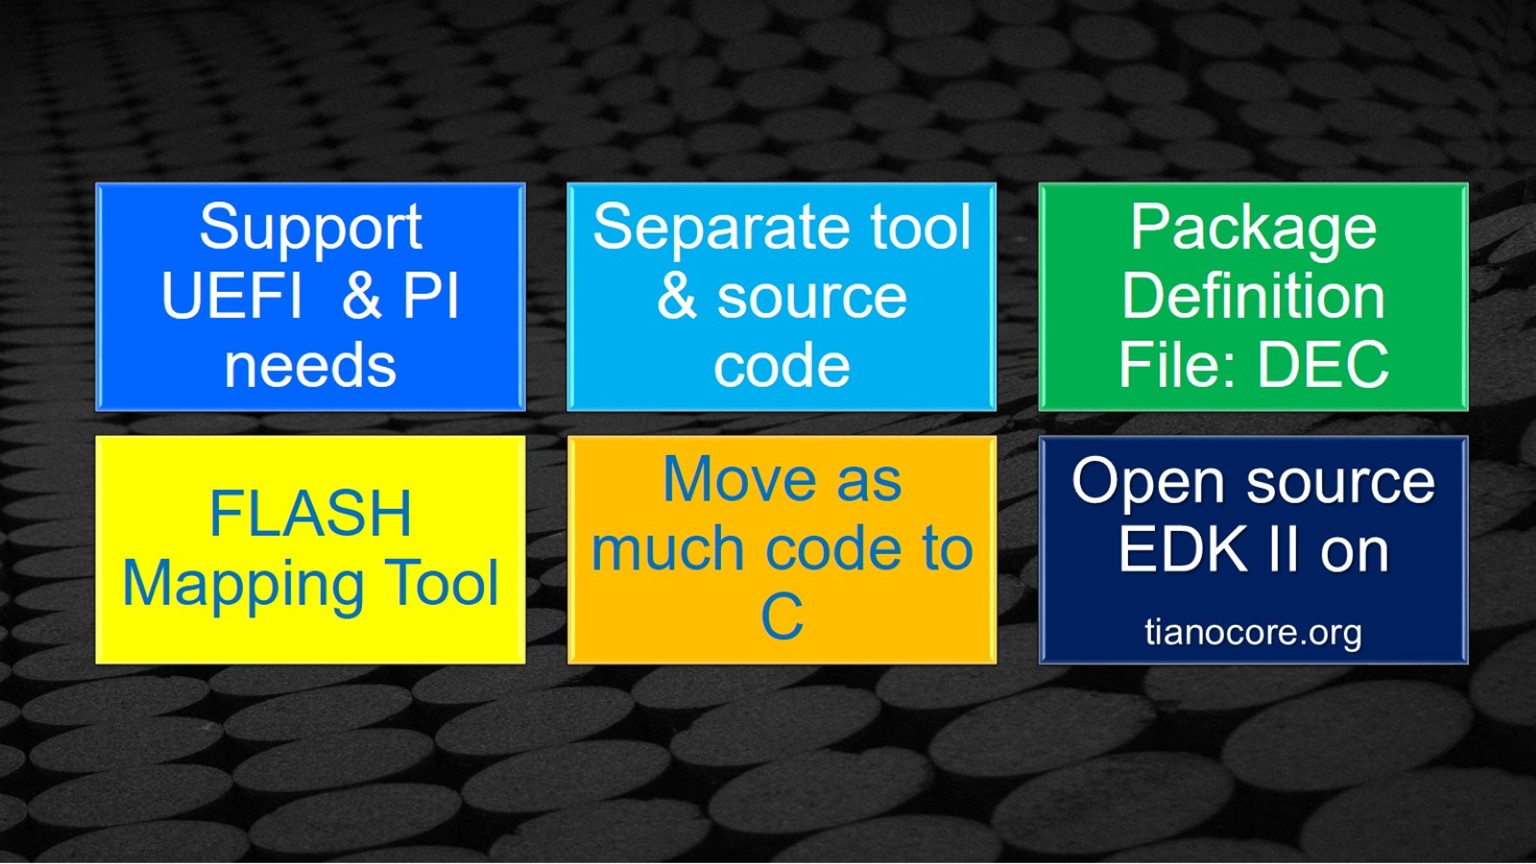 Support
UEFI  & PI
needs
Separate tool
& source
code
Package
Definition
File: DEC
FLASH
Mapping Tool
Move as
much code to
C
Open source
EDK II on
tianocore.org